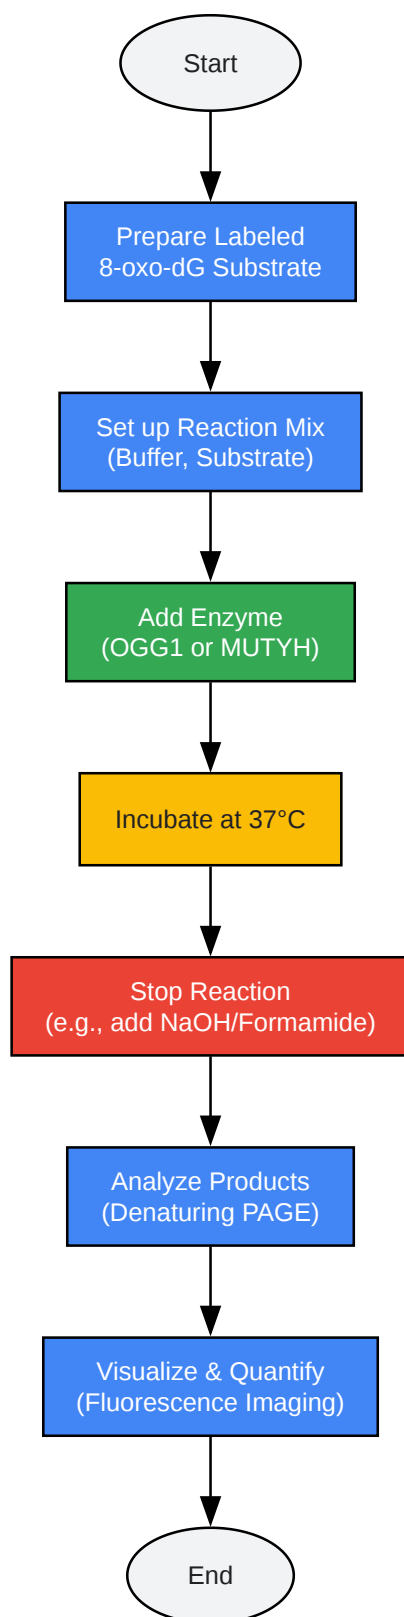 Start
Prepare Labeled
8-oxo-dG Substrate
Set up Reaction Mix
(Buffer, Substrate)
Add Enzyme
(OGG1 or MUTYH)
Incubate at 37°C
Stop Reaction
(e.g., add NaOH/Formamide)
Analyze Products
(Denaturing PAGE)
Visualize & Quantify
(Fluorescence Imaging)
End